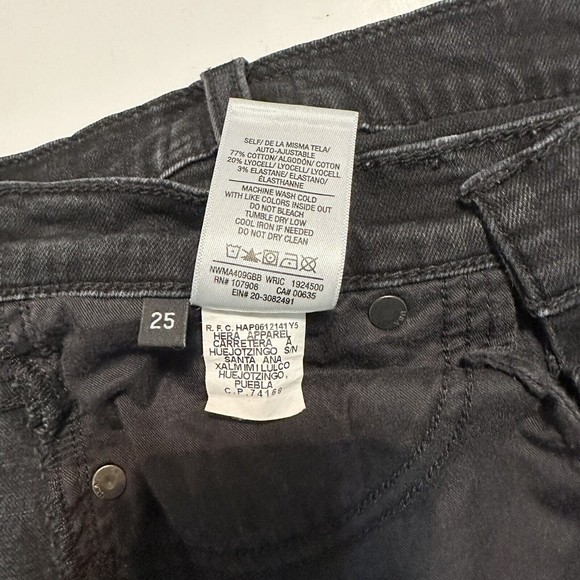 SELF/ DE LA MISMA TELA/
AUTO-AJUSTABLE
77% COTTON/ ALGODÓN/ COTON
20% LYOCELL/ LYOCELL/ LYOCELL
3% ELASTANE/ ELASTANO/
ÉLASTHANNE
MACHINE WASH COLD
WITH LIKE COLORS INSIDE OUT
DO NOT BLEACH
TUMBLE DRY LOW
COOL IRON IF NEEDED
DO NOT DRY CLEAN
NWMA409GBB WRIC 1924500
RN# 107906 CA# 00635
EIN# 20-3082491
25
R.F.C. HAP0612141Y5
HERA APPAREL
CARRETERA A
HUEJOTZINGO S/N
SANTA ANA
XALMIMILULCO
HUEJOTZINGO,
PUEBLA
C.P. 74169